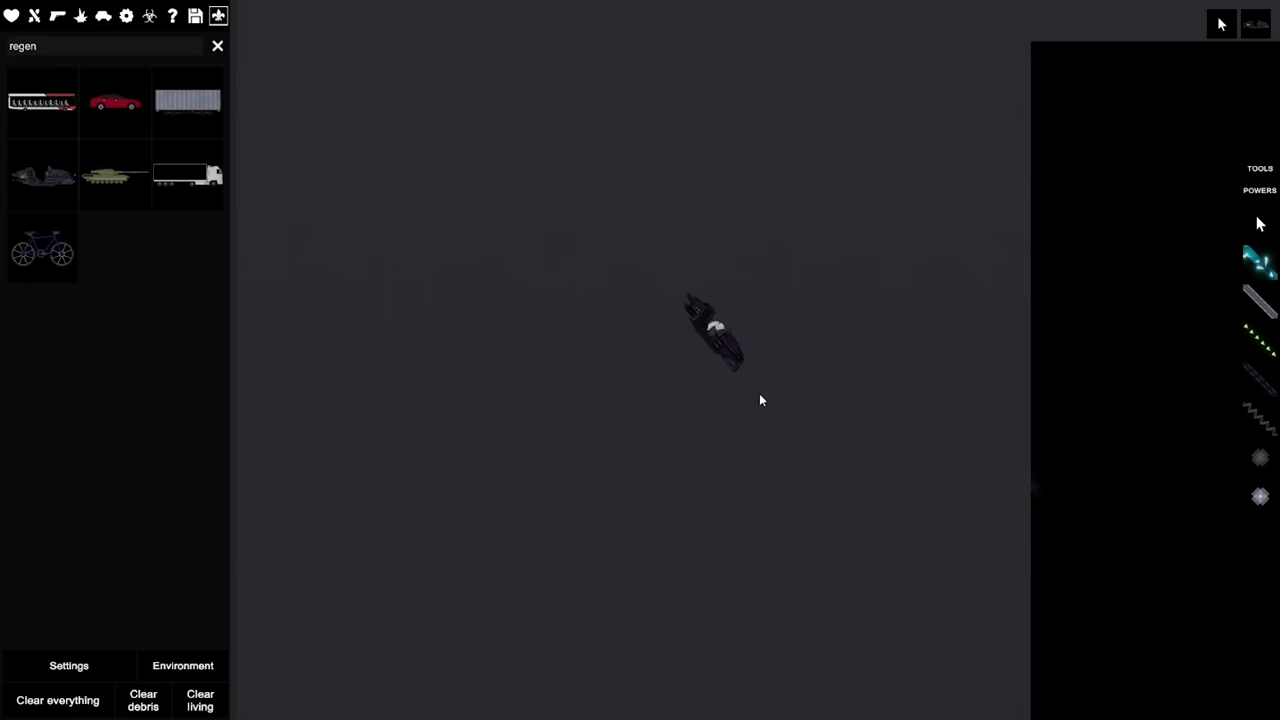 regen
TOOLS
POWERS
Settings
Environment
Clear everything
Clear
debris
Clear
living